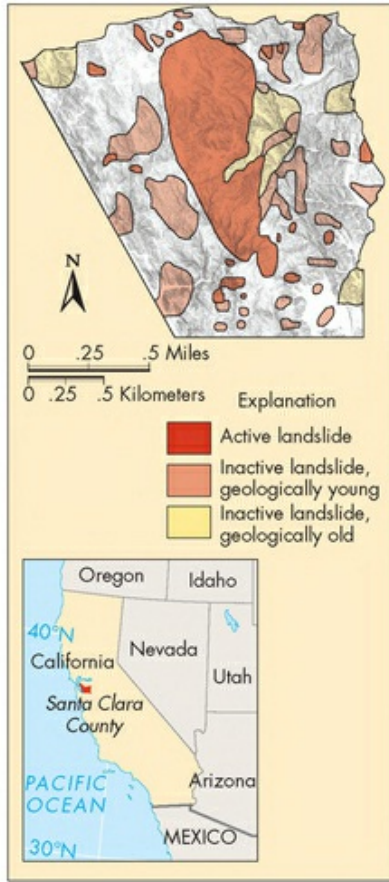 N
0 .25 .5 Miles
0 .25 .5 Kilometers
Explanation
Active landslide
Inactive landslide,
geologically young
Inactive landslide,
geologically old
Oregon
Idaho
40°N
Nevada
California
Utah
Santa Clara
County
PACIFIC
OCEAN
Arizona
MEXICO
30°N